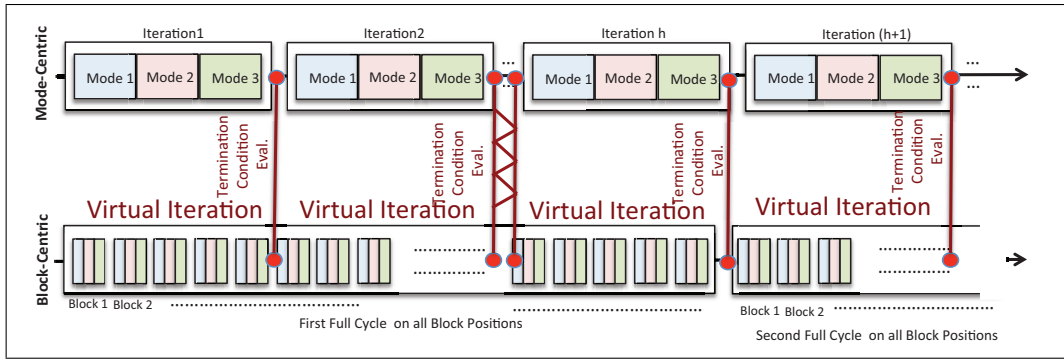 Iteration1
Iteration2
Iteration h
Iteration (h+1)
Mode-Centric
Mode 1 Mode 2 Mode 3
Mode 1 Mode 2 Mode 3
Mode 1 Mode 2 Mode 3
Mode 1 Mode 2 Mode 3
Termination Condition Eval.
Termination Condition Eval.
Termination Condition Eval.
Termination Condition Eval.
Virtual Iteration
Virtual Iteration
Virtual Iteration
Virtual Iteration
Block-Centric
Block 1 Block 2
Block 1 Block 2
First Full Cycle on all Block Positions
Second Full Cycle on all Block Positions